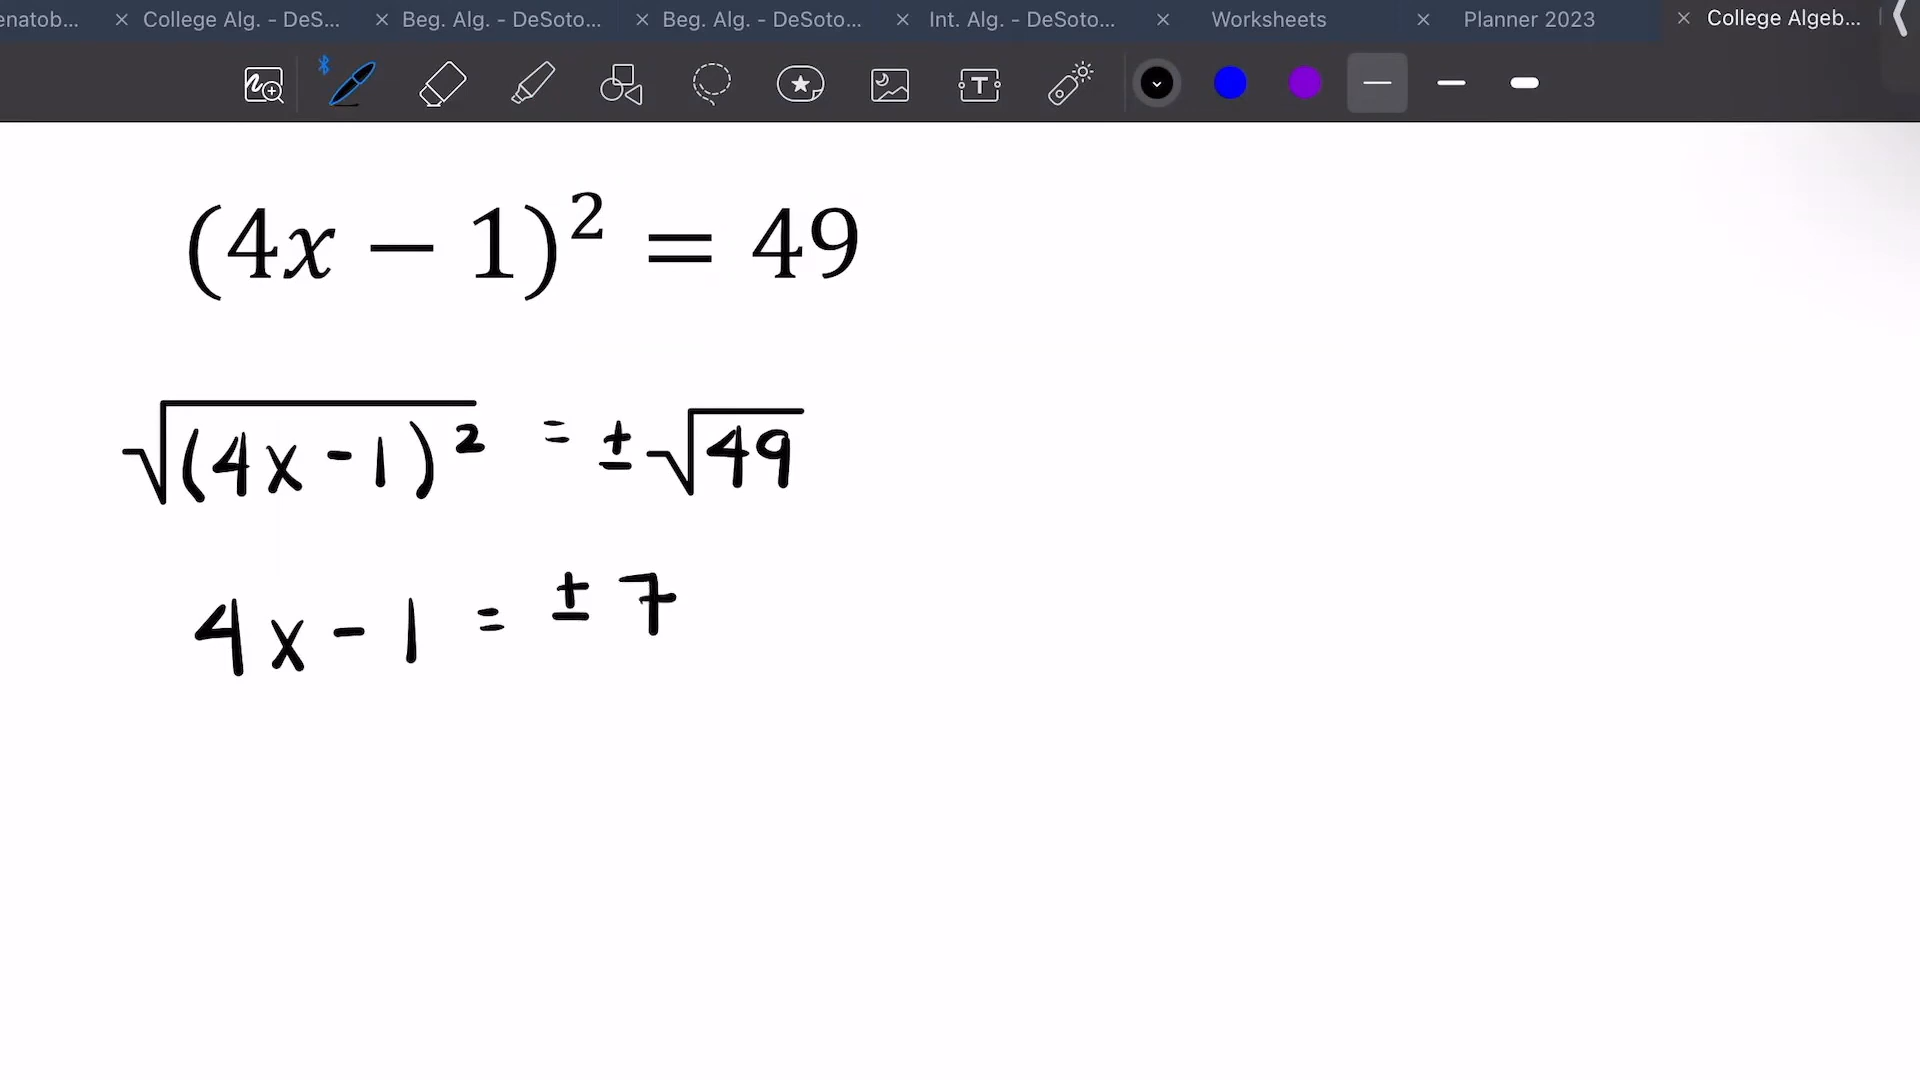 enatob... × College Alg. - DeS... × Beg. Alg. - DeSoto... × Beg. Alg. - DeSoto... × Int. Alg. - DeSoto... × Worksheets × Planner 2023 × College Algeb...
T
(4x − 1)² = 49
√(4x - 1)² = ± √49
4x - 1 = ± 7